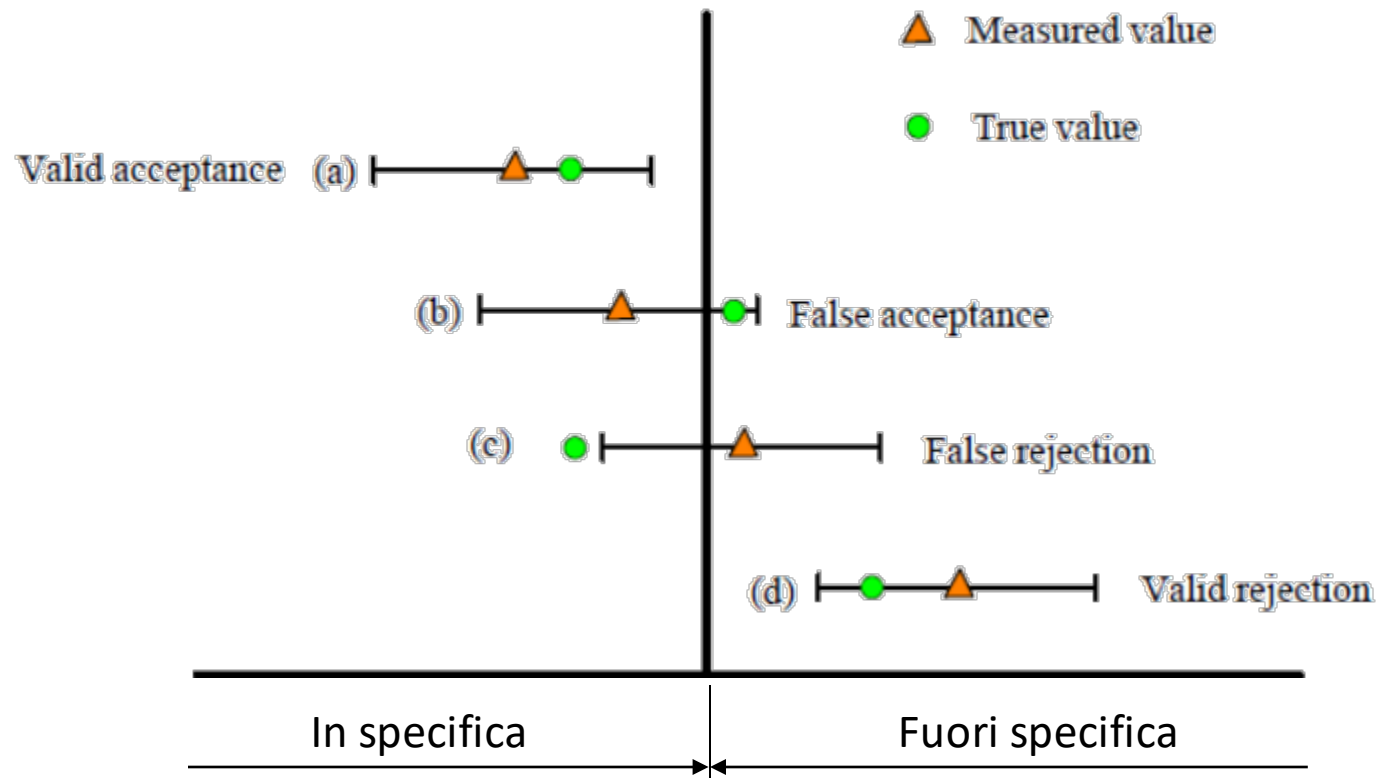 Measured value
True value
Valid acceptance (a)
(b) False acceptance
(c) False rejection
(d) Valid rejection
In specifica Fuori specifica